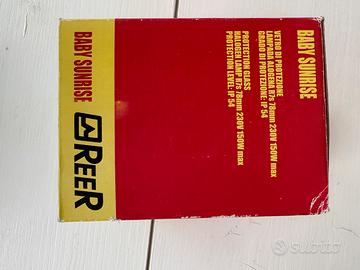 BABY SUNRISE
VETRO DI PROTEZIONE
LAMPADA ALOGENA R7s 78mm 230V 150W max
GRADO DI PROTEZIONE: IP 54
PROTECTION GLASS
HALOGEN LAMP R7s 78mm 230V 150W max
PROTECTION LEVEL: IP 54
REER
BABY SUNRISE
subito